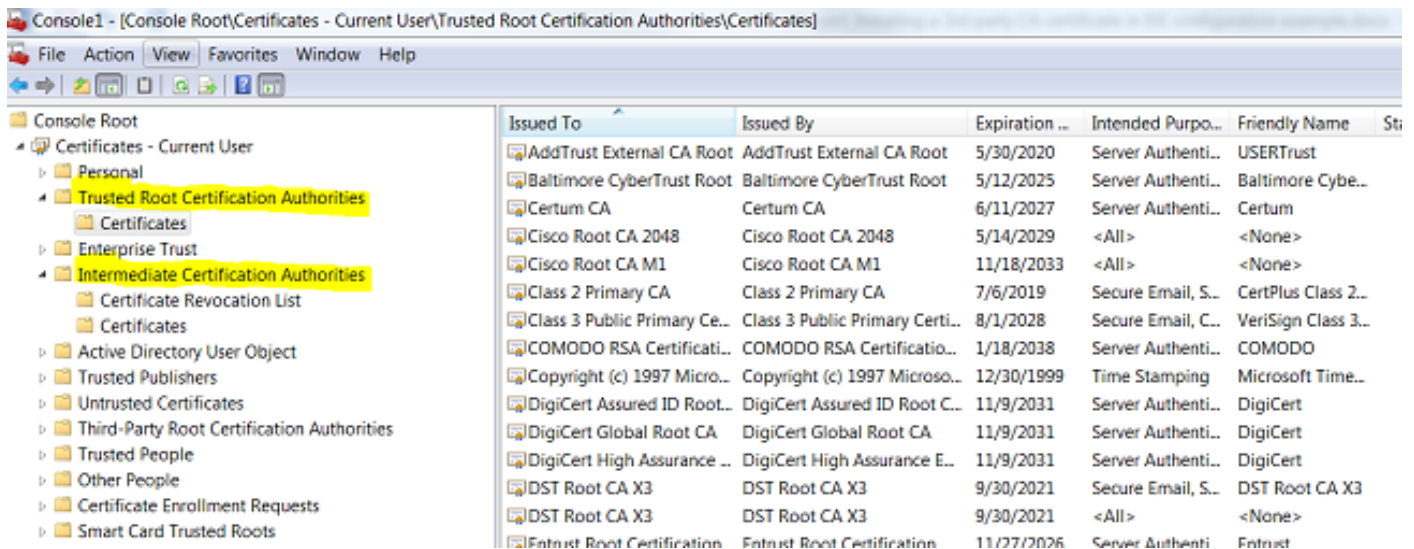 Console1 - [Console Root\Certificates - Current User\Trusted Root Certification Authorities\Certificates]
File Action View Favorites Window Help
Console Root
Certificates - Current User
Personal
Trusted Root Certification Authorities
Certificates
Enterprise Trust
Intermediate Certification Authorities
Certificate Revocation List
Certificates
Active Directory User Object
Trusted Publishers
Untrusted Certificates
Third-Party Root Certification Authorities
Trusted People
Other People
Certificate Enrollment Requests
Smart Card Trusted Roots
Issued To Issued By Expiration ... Intended Purpo... Friendly Name Sta
AddTrust External CA Root AddTrust External CA Root 5/30/2020 Server Authenti... USERTrust
Baltimore CyberTrust Root Baltimore CyberTrust Root 5/12/2025 Server Authenti... Baltimore Cybe...
Certum CA Certum CA 6/11/2027 Server Authenti... Certum
Cisco Root CA 2048 Cisco Root CA 2048 5/14/2029 <All> <None>
Cisco Root CA M1 Cisco Root CA M1 11/18/2033 <All> <None>
Class 2 Primary CA Class 2 Primary CA 7/6/2019 Secure Email, S... CertPlus Class 2...
Class 3 Public Primary Ce... Class 3 Public Primary Certi... 8/1/2028 Secure Email, C... VeriSign Class 3...
COMODO RSA Certificati... COMODO RSA Certificatio... 1/18/2038 Server Authenti... COMODO
Copyright (c) 1997 Micro... Copyright (c) 1997 Microso... 12/30/1999 Time Stamping Microsoft Time...
DigiCert Assured ID Root... DigiCert Assured ID Root C... 11/9/2031 Server Authenti... DigiCert
DigiCert Global Root CA DigiCert Global Root CA 11/9/2031 Server Authenti... DigiCert
DigiCert High Assurance ... DigiCert High Assurance E... 11/9/2031 Server Authenti... DigiCert
DST Root CA X3 DST Root CA X3 9/30/2021 Secure Email, S... DST Root CA X3
DST Root CA X3 DST Root CA X3 9/30/2021 <All> <None>
Entrust Root Certification Entrust Root Certification 11/27/2026 Server Authenti Entrust